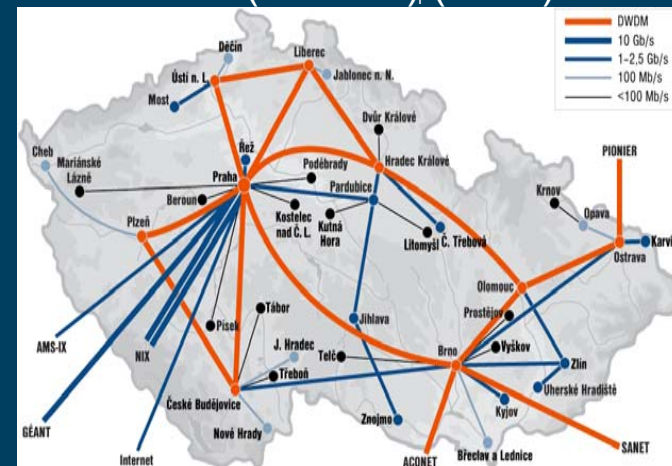 DWDM
10 Gb/s
1–2,5 Gb/s
100 Mb/s
<100 Mb/s
Děčín
Liberec
Ústí n. L.
Jablonec n. N.
Most
Dvůr Králové
Cheb
Mariánské
Lázně
Řež
Praha
Poděbrady
Hradec Králové
PIONIER
Beroun
Pardubice
Krnov
Opava
Plzeň
Kostelec
nad Č. L.
Kutná
Hora
Litomyšl
Č. Třebová
Ostrava
Karvi
Olomouc
Prostějov
Tábor
Písek
Jihlava
AMS-IX
NIX
J. Hradec
Telč
Brno
Vyškov
Zlín
Třeboň
Uherské Hradiště
České Budějovice
Kyjov
GÉANT
Nové Hrady
Znojmo
Internet
Břeclav a Lednice
SANET
ACONET